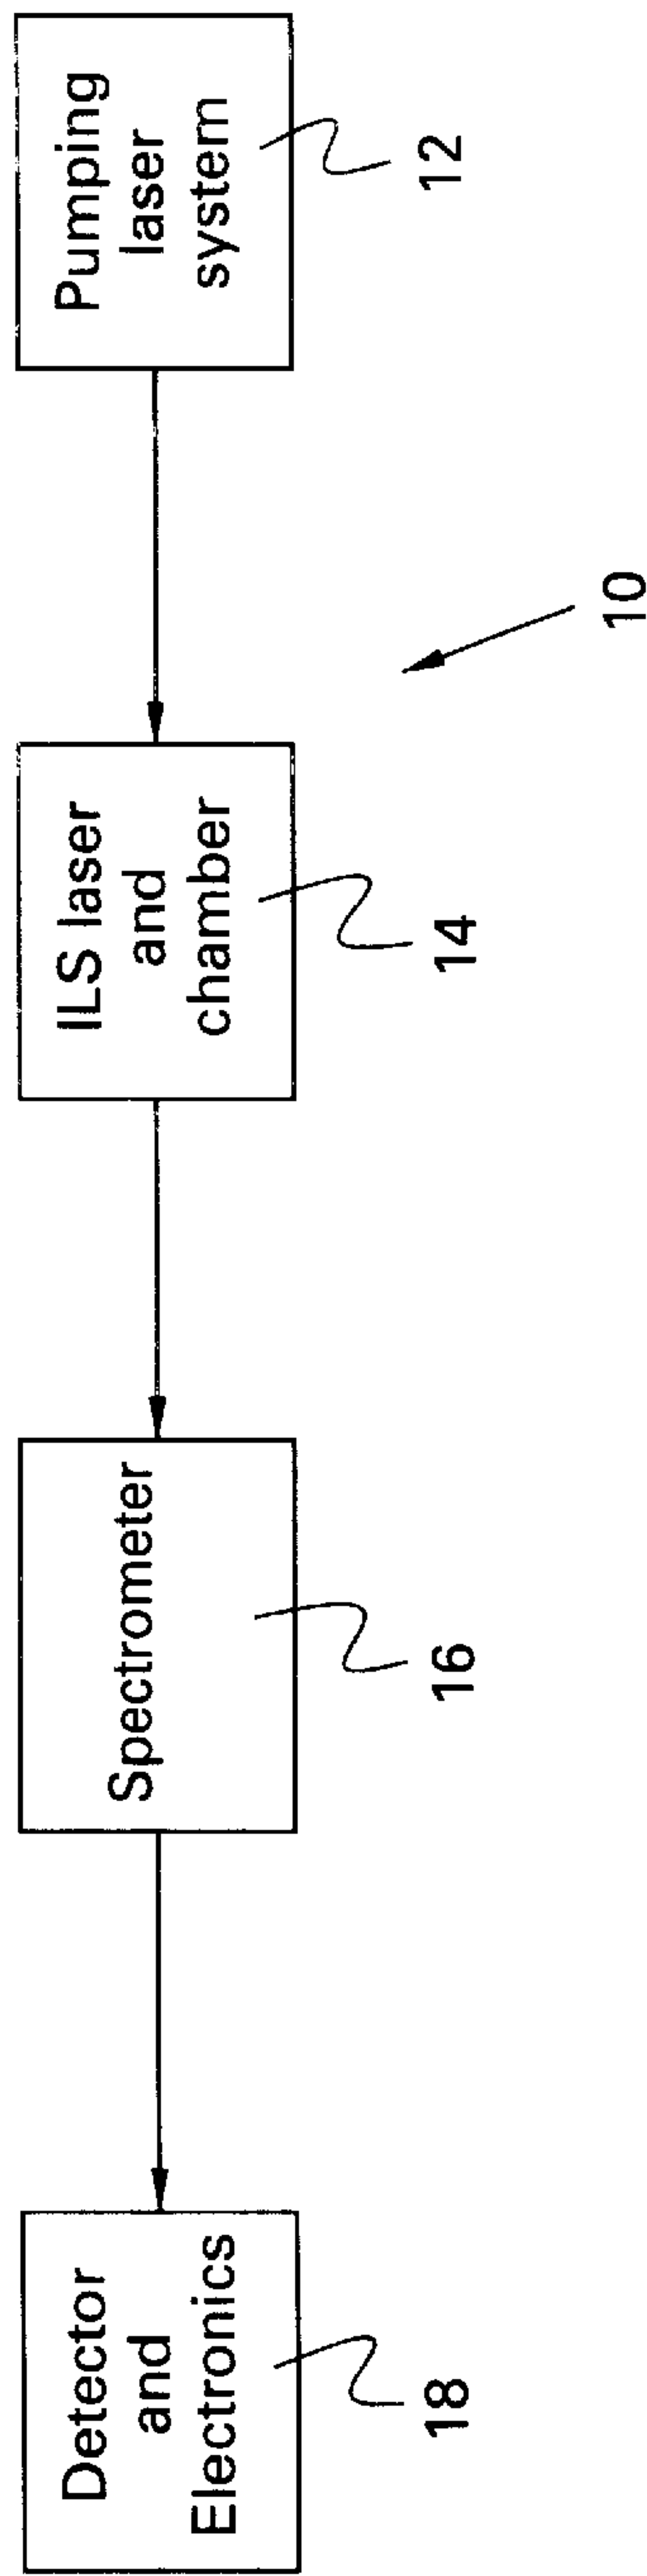 Pumping
laser
system
12
10
ILS laser
and
chamber
14
Spectrometer
16
Detector
and
Electronics
18